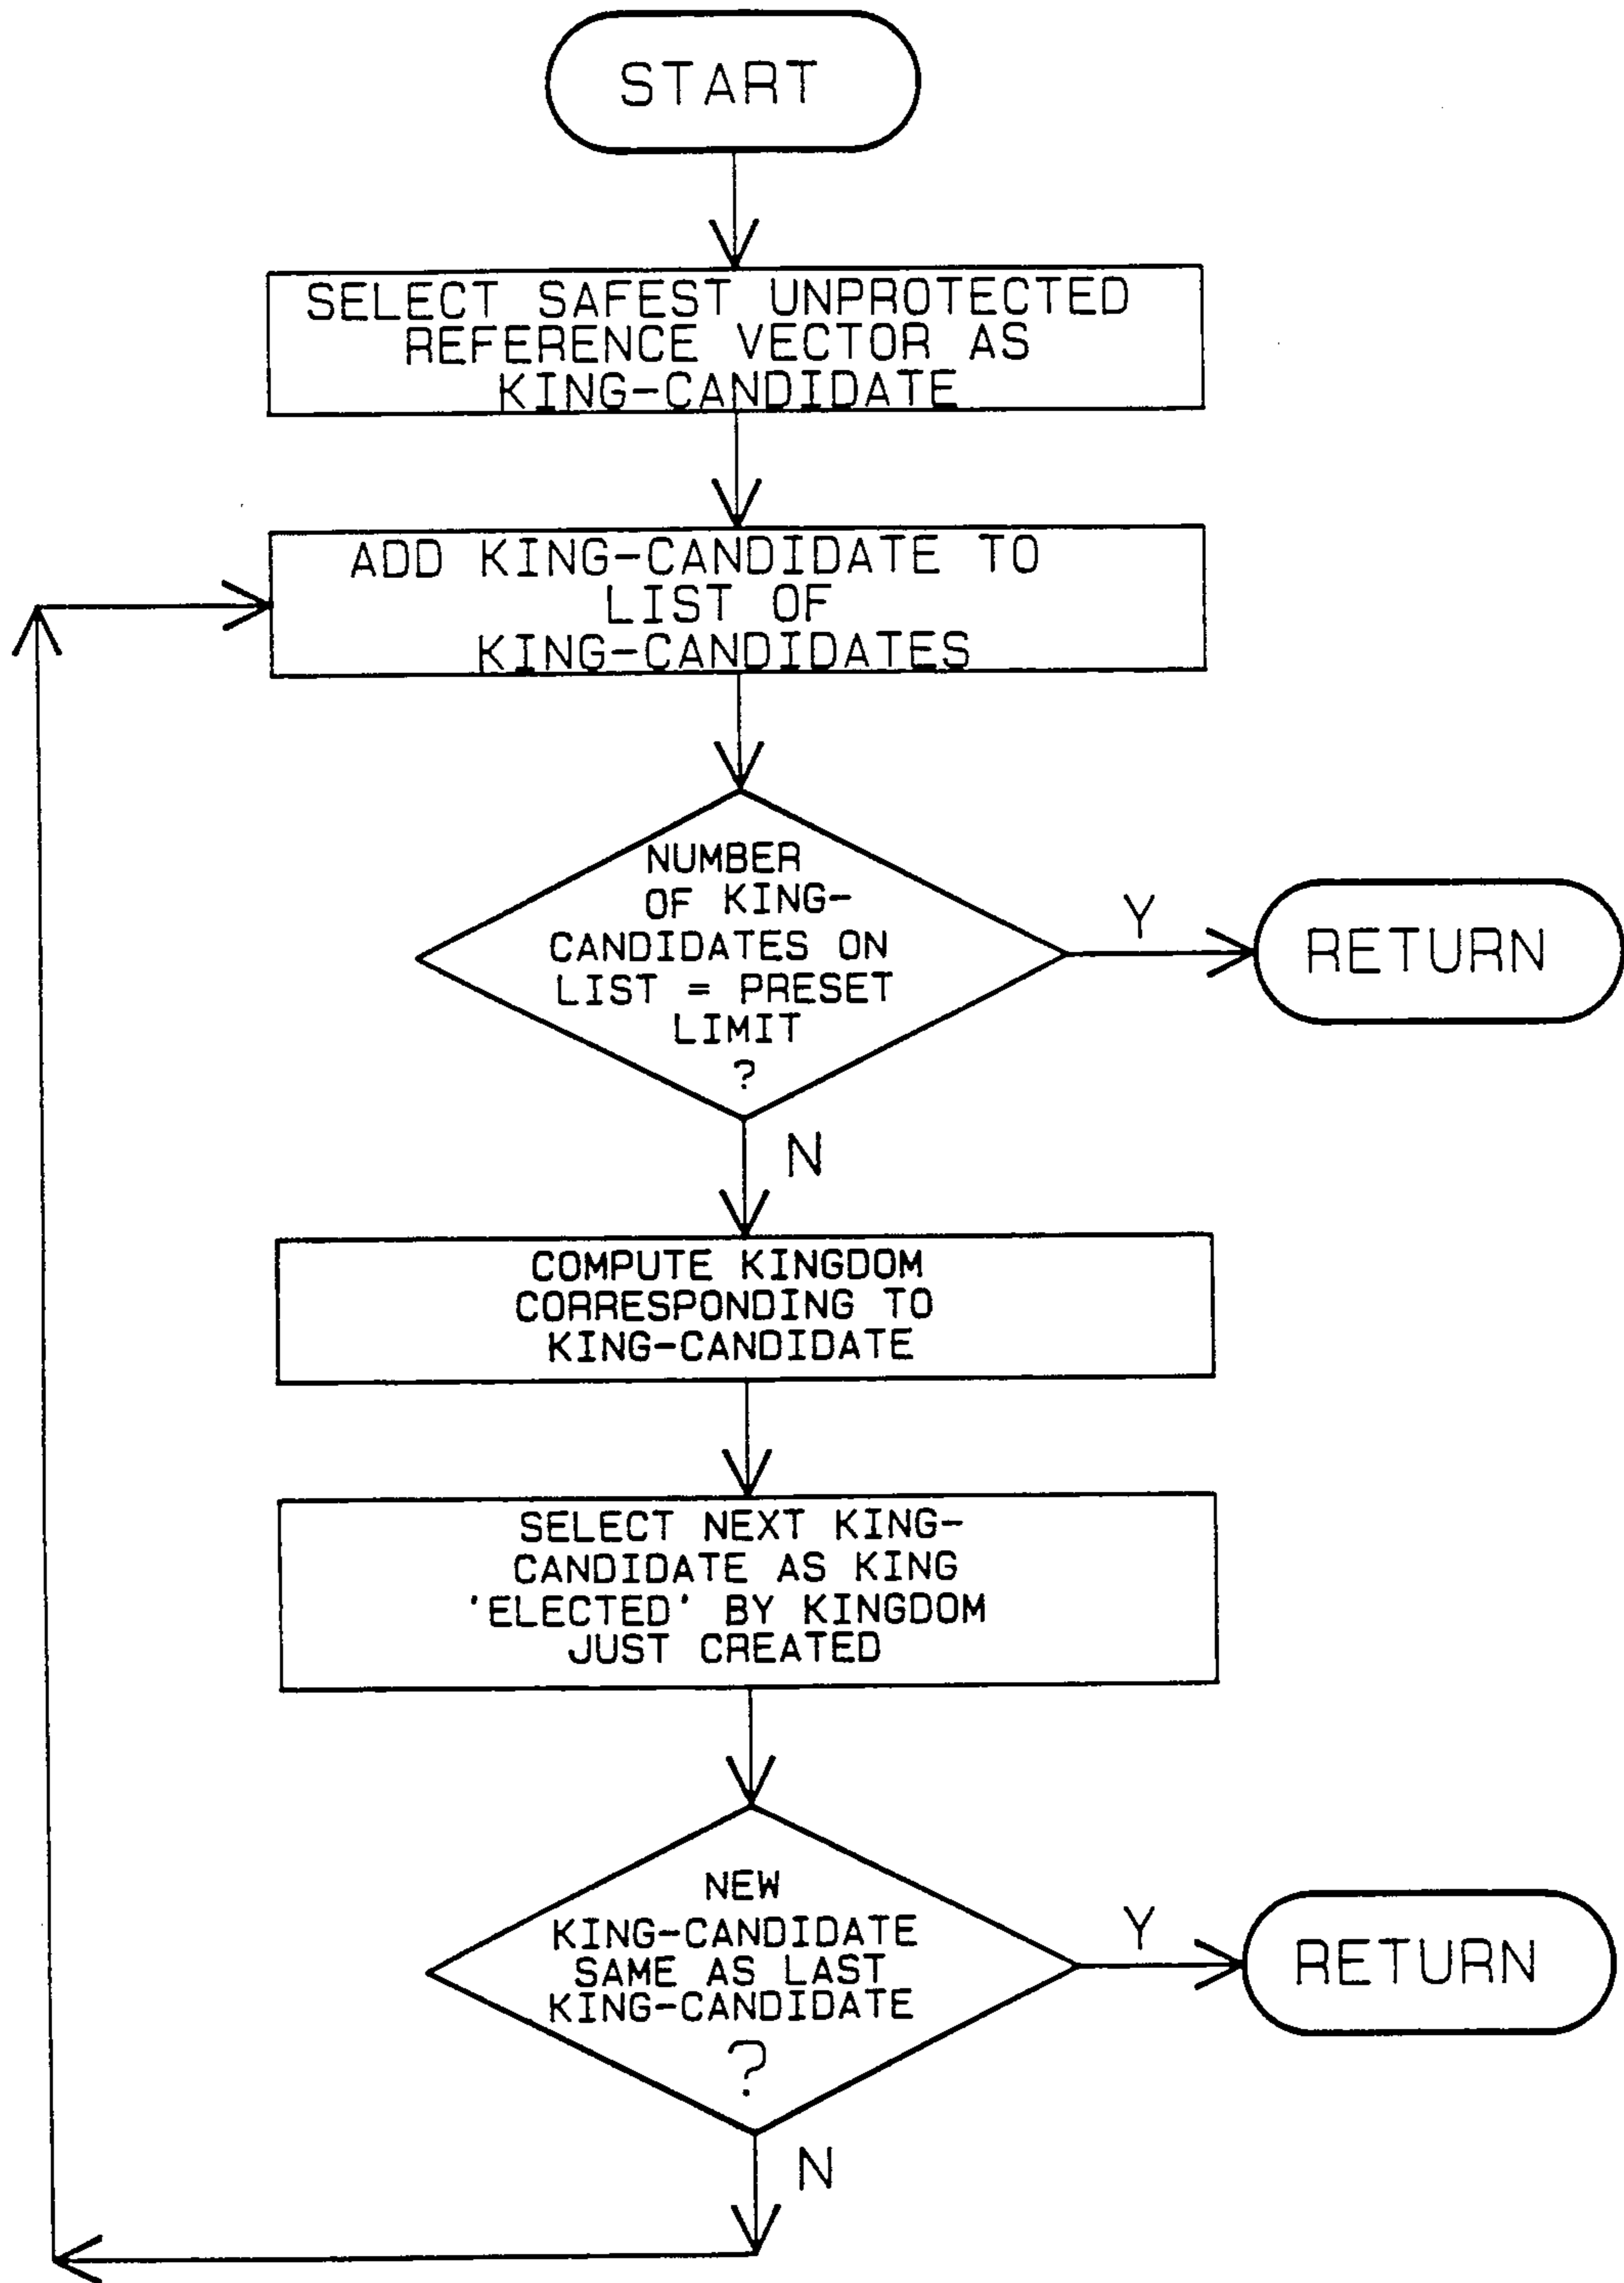 START
SELECT SAFEST UNPROTECTED
REFERENCE VECTOR AS
KING-CANDIDATE
ADD KING-CANDIDATE TO
LIST OF
KING-CANDIDATES
NUMBER
OF KING-
CANDIDATES ON
LIST = PRESET
LIMIT
?
Y
RETURN
N
COMPUTE KINGDOM
CORRESPONDING TO
KING-CANDIDATE
SELECT NEXT KING-
CANDIDATE AS KING
'ELECTED' BY KINGDOM
JUST CREATED
NEW
KING-CANDIDATE
SAME AS LAST
KING-CANDIDATE
?
Y
RETURN
N